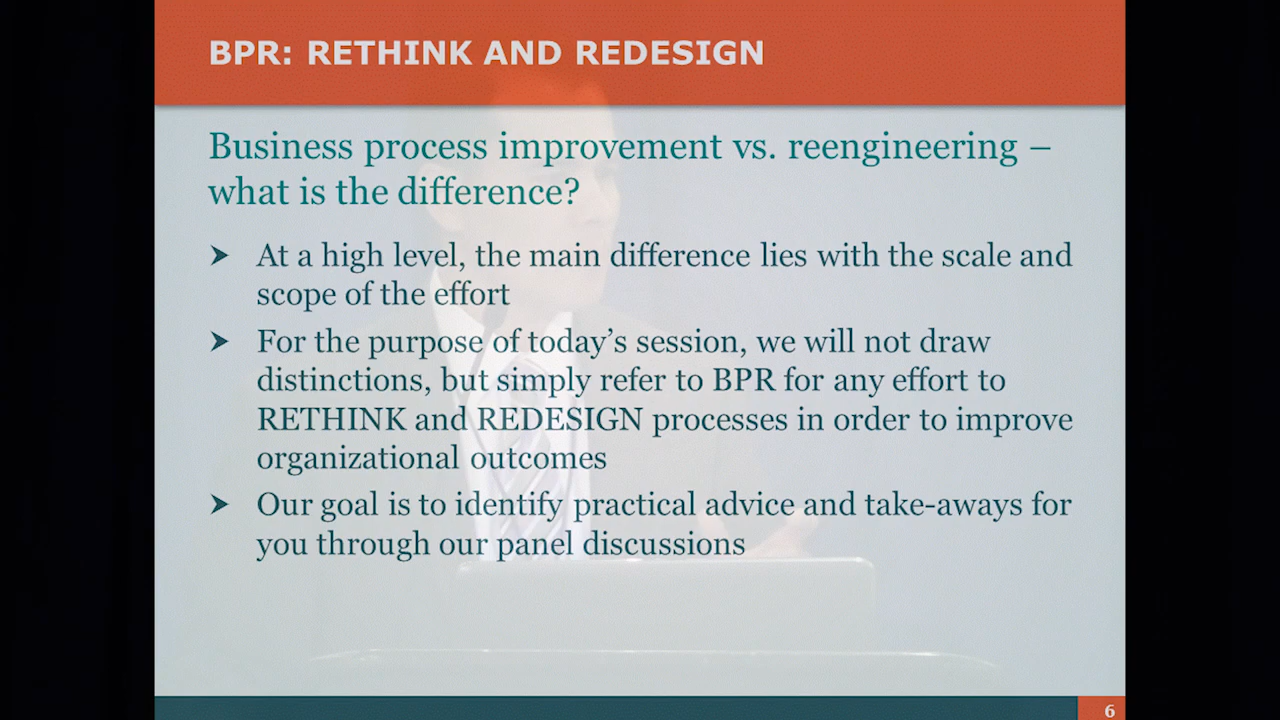 BPR: RETHINK AND REDESIGN
Business process improvement vs. reengineering –
what is the difference?
➤ At a high level, the main difference lies with the scale and
scope of the effort
➤ For the purpose of today’s session, we will not draw
distinctions, but simply refer to BPR for any effort to
RETHINK and REDESIGN processes in order to improve
organizational outcomes
➤ Our goal is to identify practical advice and take-aways for
you through our panel discussions
6